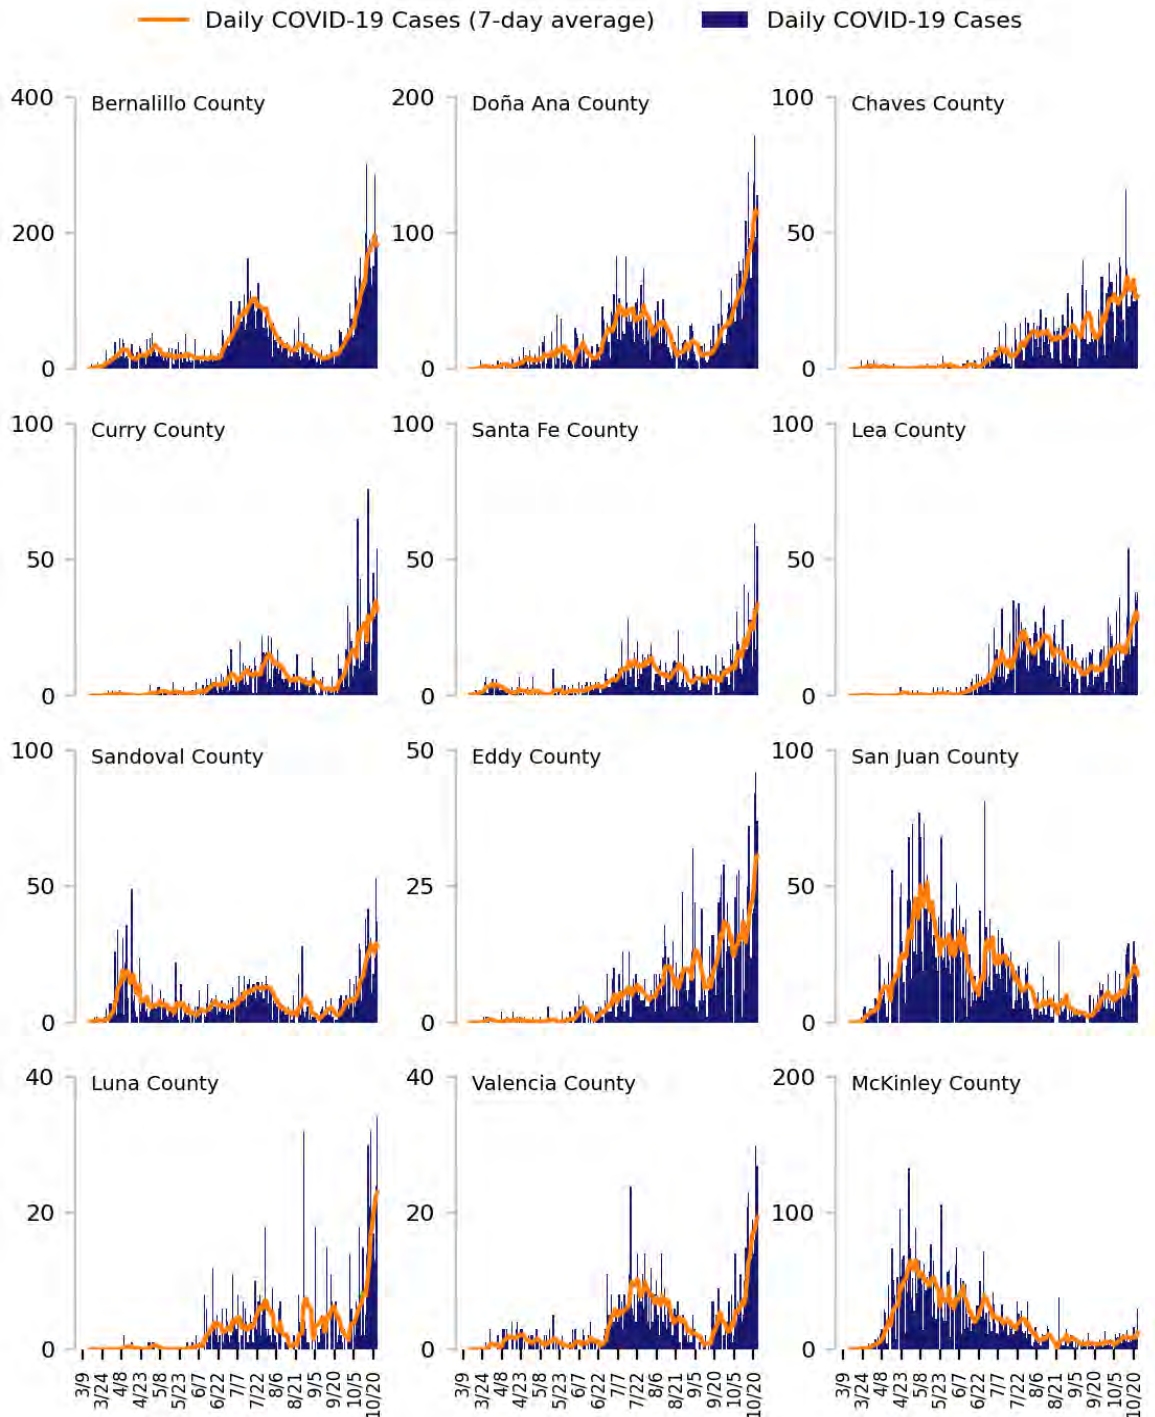 Daily COVID-19 Cases (7-day average) Daily COVID-19 Cases
Bernalillo County
400
200
0
Doña Ana County
200
100
0
Chaves County
100
50
0
Curry County
100
50
0
Santa Fe County
100
50
0
Lea County
100
50
0
Sandoval County
100
50
0
Eddy County
50
25
0
San Juan County
100
50
0
Luna County
40
20
0
Valencia County
40
20
0
McKinley County
200
100
0
3/9 3/24 4/8 4/23 5/8 5/23 6/7 6/22 7/7 7/22 8/6 8/21 9/5 9/20 10/5 10/20
3/9 3/24 4/8 4/23 5/8 5/23 6/7 6/22 7/7 7/22 8/6 8/21 9/5 9/20 10/5 10/20
3/9 3/24 4/8 4/23 5/8 5/23 6/7 6/22 7/7 7/22 8/6 8/21 9/5 9/20 10/5 10/20